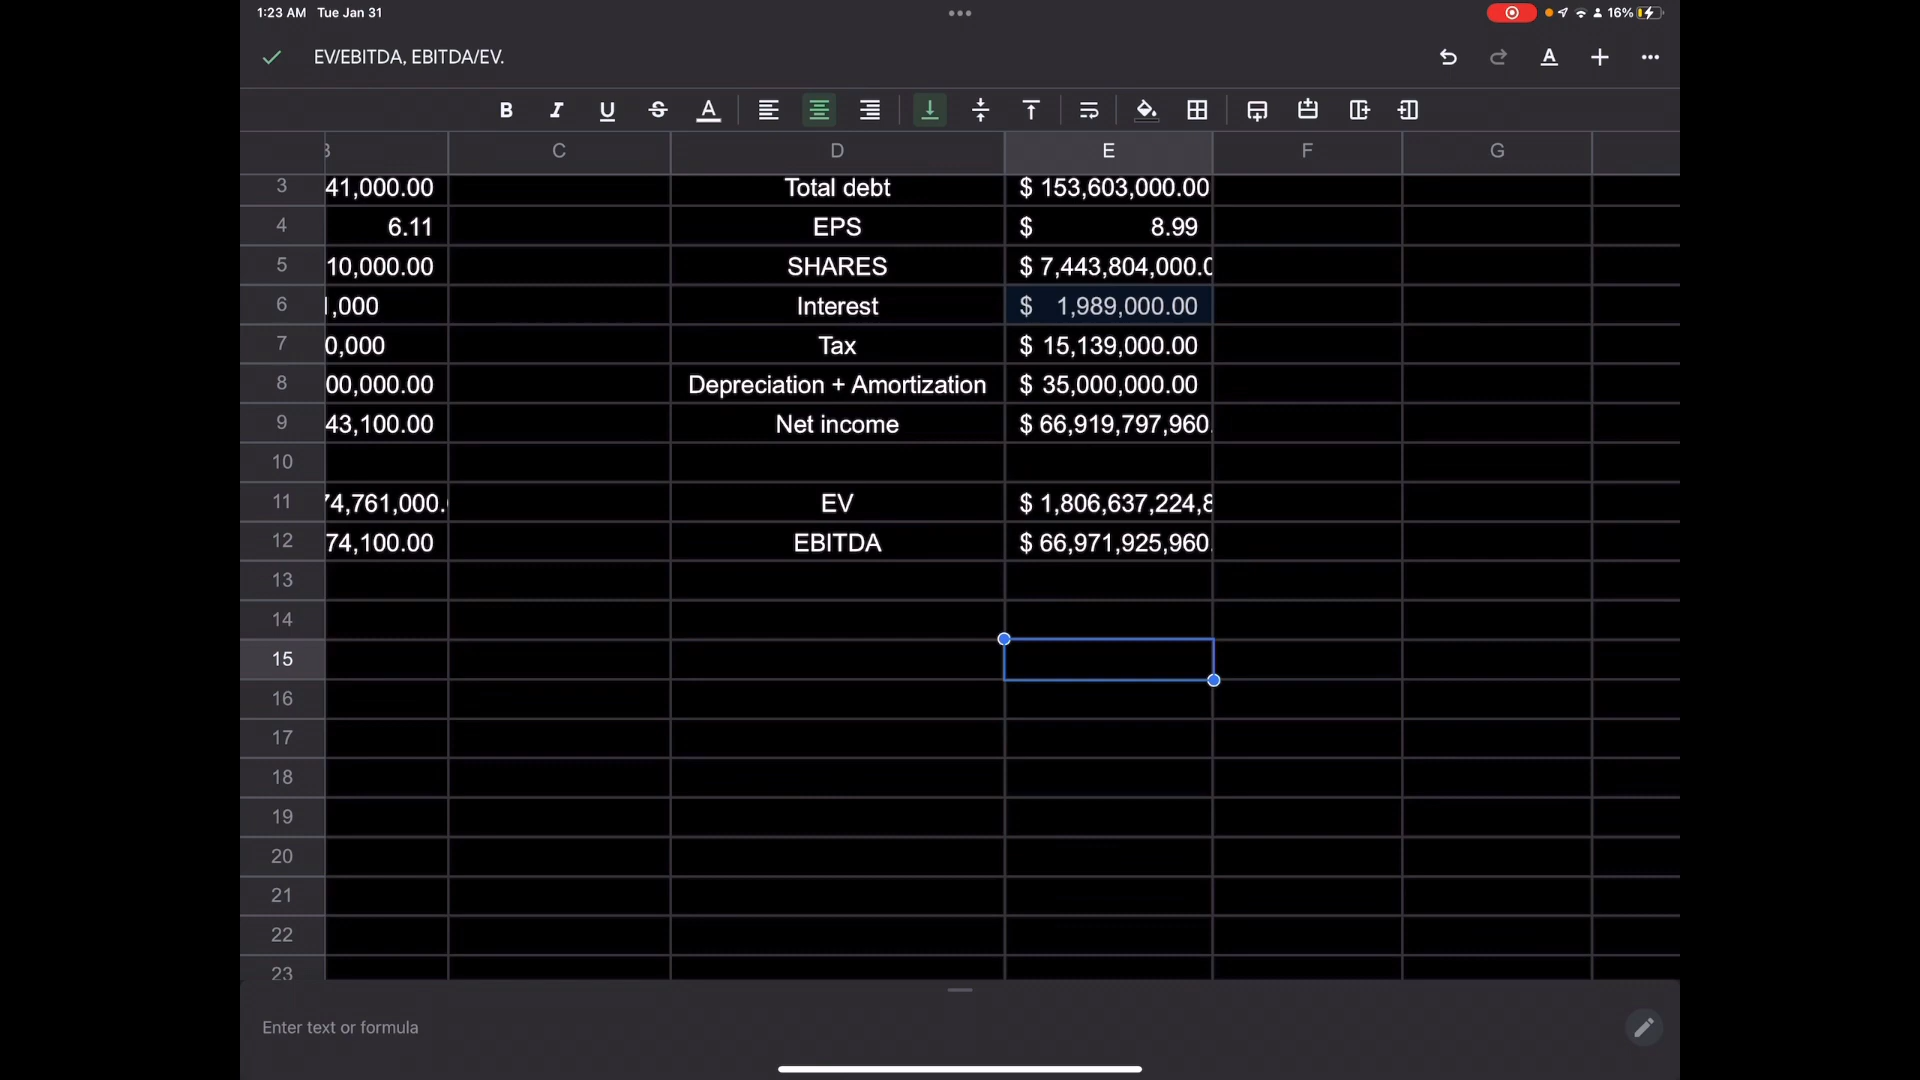 1:23 AM Tue Jan 31
16%
EV/EBITDA, EBITDA/EV.
B I U S A
C D E F G
3 41,000.00 Total debt $ 153,603,000.00
4 6.11 EPS $ 8.99
5 10,000.00 SHARES $ 7,443,804,000.0
6 ,000 Interest $ 1,989,000.00
7 0,000 Tax $ 15,139,000.00
8 00,000.00 Depreciation + Amortization $ 35,000,000.00
9 43,100.00 Net income $ 66,919,797,960.
10
11 74,761,000. EV $ 1,806,637,224,8
12 74,100.00 EBITDA $ 66,971,925,960.
13
14
15
16
17
18
19
20
21
22
23
Enter text or formula